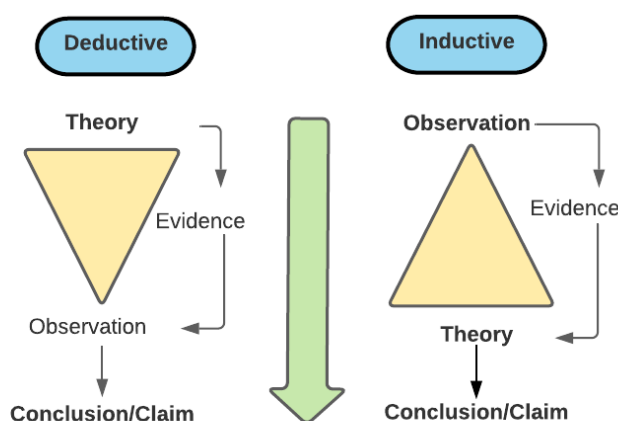 Deductive
Theory
Evidence
Observation
Conclusion/Claim
Inductive
Observation
Evidence
Theory
Conclusion/Claim